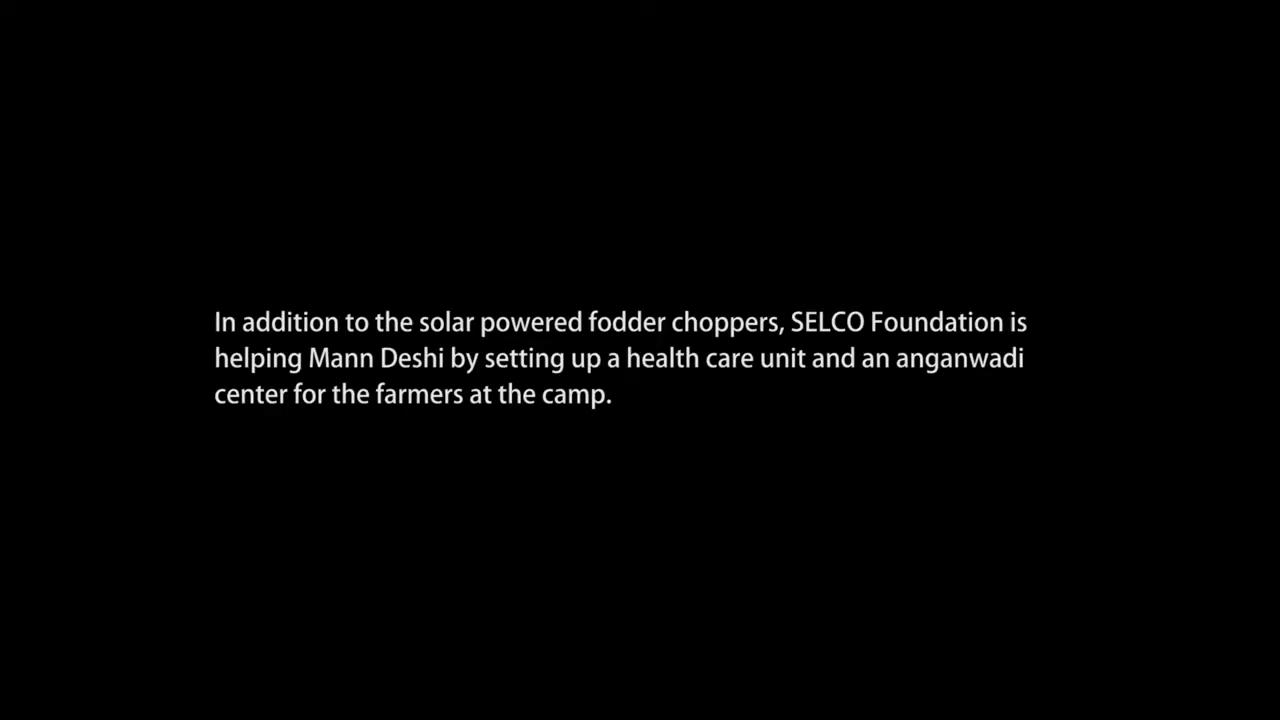 In addition to the solar powered fodder choppers, SELCO Foundation is
helping Mann Deshi by setting up a health care unit and an anganwadi
center for the farmers at the camp.